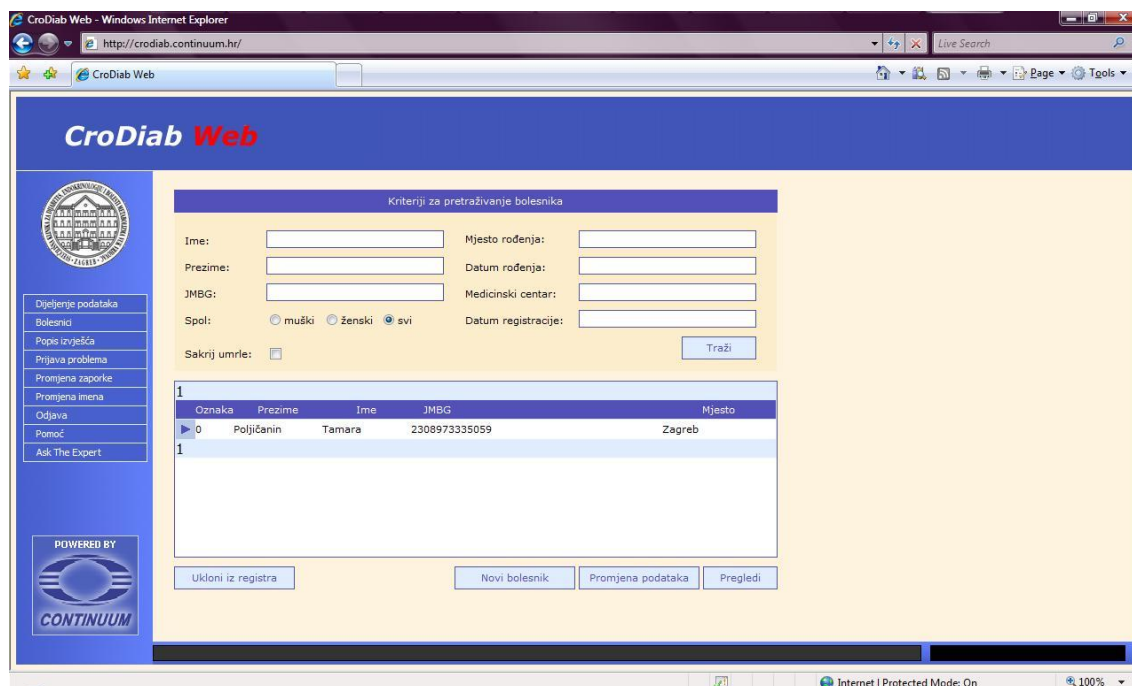 CroDiab Web - Windows Internet Explorer
http://crodiab.continuum.hr/
Live Search
CroDiab Web
Page
Tools
CroDiab Web
Kriteriji za pretraživanje bolesnika
Ime:
Mjesto rođenja:
Prezime:
Datum rođenja:
JMBG:
Medicinski centar:
Spol:
muški
ženski
svi
Datum registracije:
Sakrij umrle:
Traži
Dijeljenje podataka
Bolesnici
Popis izvješća
Prijava problema
Promjena zaporke
Promjena imena
Odjava
Pomoć
Ask The Expert
1
Oznaka Prezime Ime JMBG Mjesto
0 Poljičanin Tamara 2308973335059 Zagreb
1
Ukloni iz registra
Novi bolesnik
Promjena podataka
Pregledi
POWERED BY
CONTINUUM
Internet | Protected Mode: On
100%